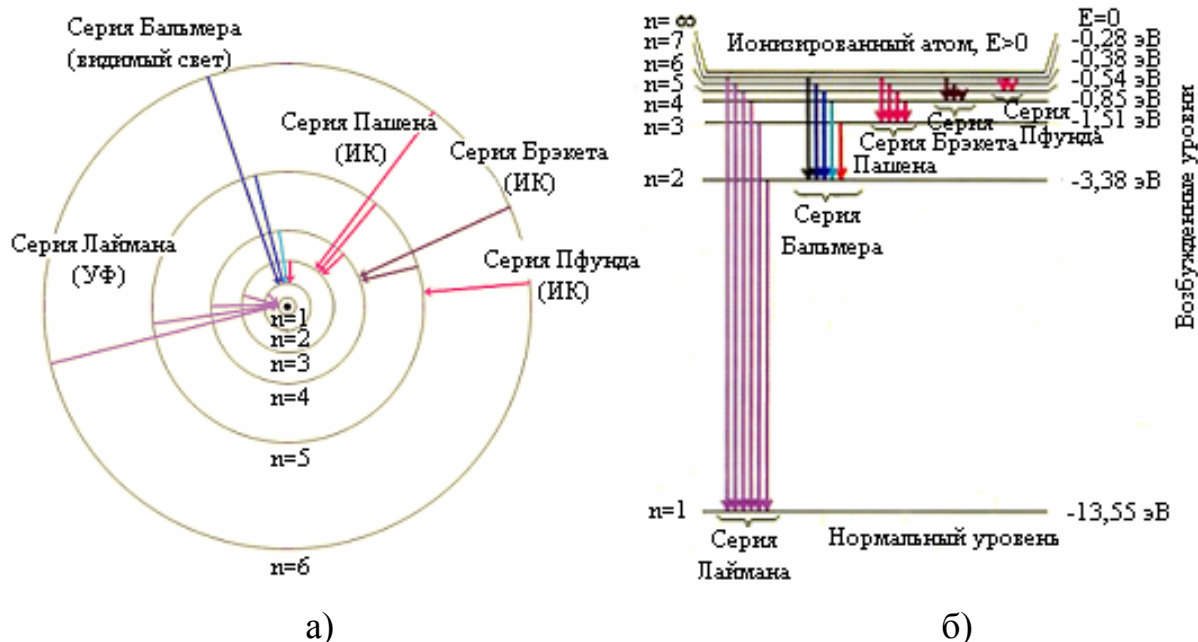 Серия Бальмера
(видимый свет)
Серия Пашена
(ИК)
Серия Брэкета
(ИК)
Серия Лаймана
(УФ)
Серия Пфунда
(ИК)
n=1
n=2
n=3
n=4
n=5
n=6
а)
n= ∞
n=7
n=6
n=5
n=4
n=3
n=2
n=1
Ионизированный атом, E>0
E=0
-0,28 эВ
-0,38 эВ
-0,54 эВ
-0,85 эВ
-1,51 эВ
-3,38 эВ
-13,55 эВ
Серия
Пфунда
Серия
Брэкета
Серия
Пашена
Серия
Бальмера
Серия
Лаймана
Нормальный уровень
Возбужденные уровни
б)